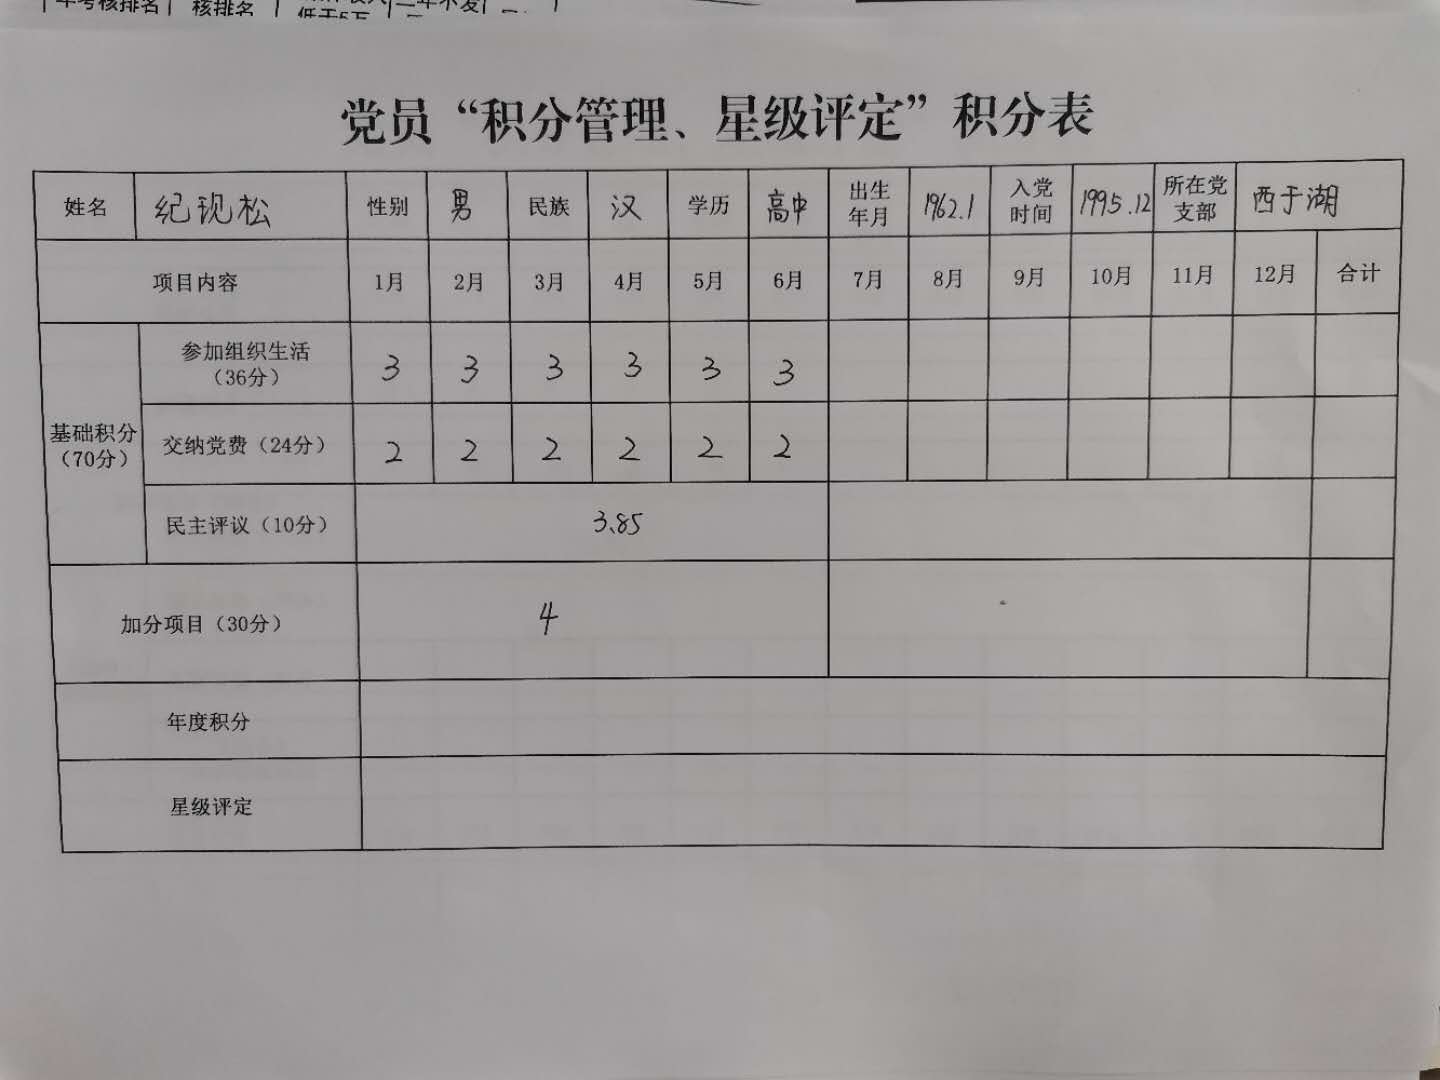 年考核排名 核排名
党员“积分管理、星级评定”积分表
姓名 纪现松 性别 男 民族 汉 学历 高中 出生年月 1962.1 入党时间 1995.12 所在党支部 西于湖
项目内容 1月 2月 3月 4月 5月 6月 7月 8月 9月 10月 11月 12月 合计
基础积分（70分）
参加组织生活（36分） 3 3 3 3 3 3
交纳党费（24分） 2 2 2 2 2 2
民主评议（10分） 3.85
加分项目（30分） 4
年度积分
星级评定